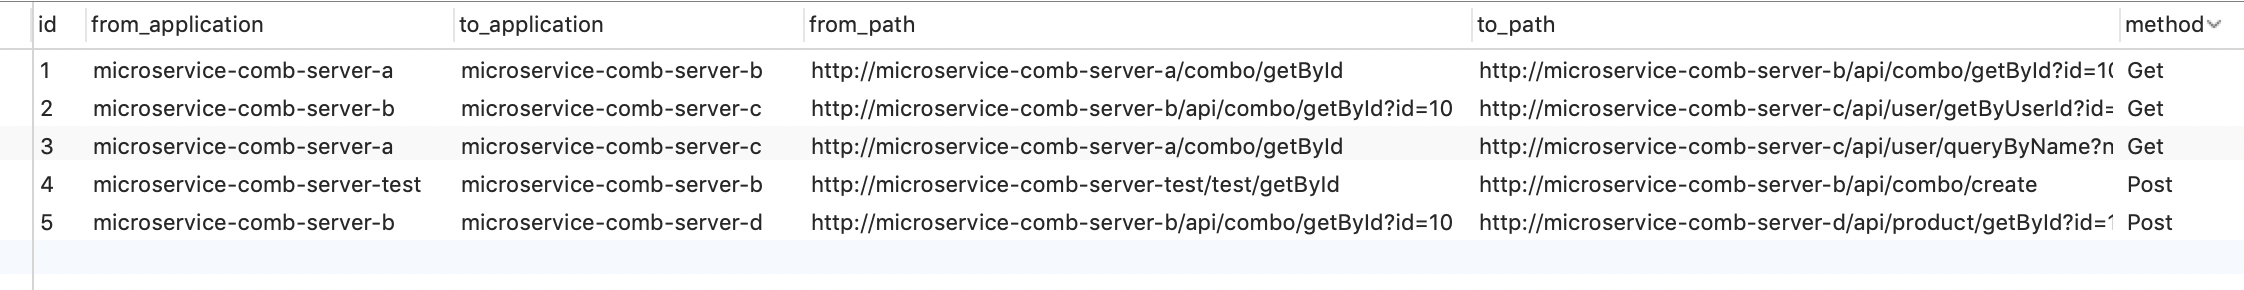 id from_application to_application from_path to_path method
1 microservice-comb-server-a microservice-comb-server-b http://microservice-comb-server-a/combo/getById http://microservice-comb-server-b/api/combo/getById?id=10 Get
2 microservice-comb-server-b microservice-comb-server-c http://microservice-comb-server-b/api/combo/getById?id=10 http://microservice-comb-server-c/api/user/getByUserId?id= Get
3 microservice-comb-server-a microservice-comb-server-c http://microservice-comb-server-a/combo/getById http://microservice-comb-server-c/api/user/queryByName?n Get
4 microservice-comb-server-test microservice-comb-server-b http://microservice-comb-server-test/test/getById http://microservice-comb-server-b/api/combo/create Post
5 microservice-comb-server-b microservice-comb-server-d http://microservice-comb-server-b/api/combo/getById?id=10 http://microservice-comb-server-d/api/product/getById?id=1 Post